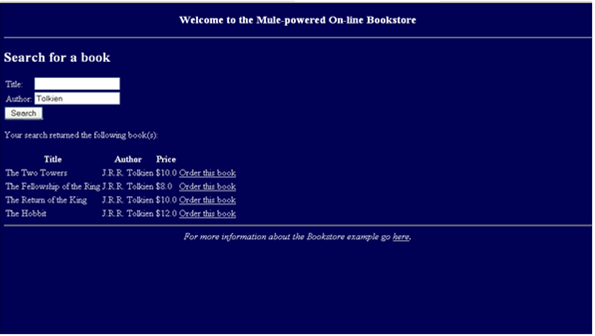 Welcome to the Mule-powered On-line Bookstore
Search for a book
Title:
Author: Tolkien
Search
Your search returned the following book(s):
Title Author Price
The Two Towers J.R.R. Tolkien $10.0 Order this book
The Fellowship of the Ring J.R.R. Tolkien $8.0 Order this book
The Return of the King J.R.R. Tolkien $10.0 Order this book
The Hobbit J.R.R. Tolkien $12.0 Order this book
For more information about the Bookstore example go here.